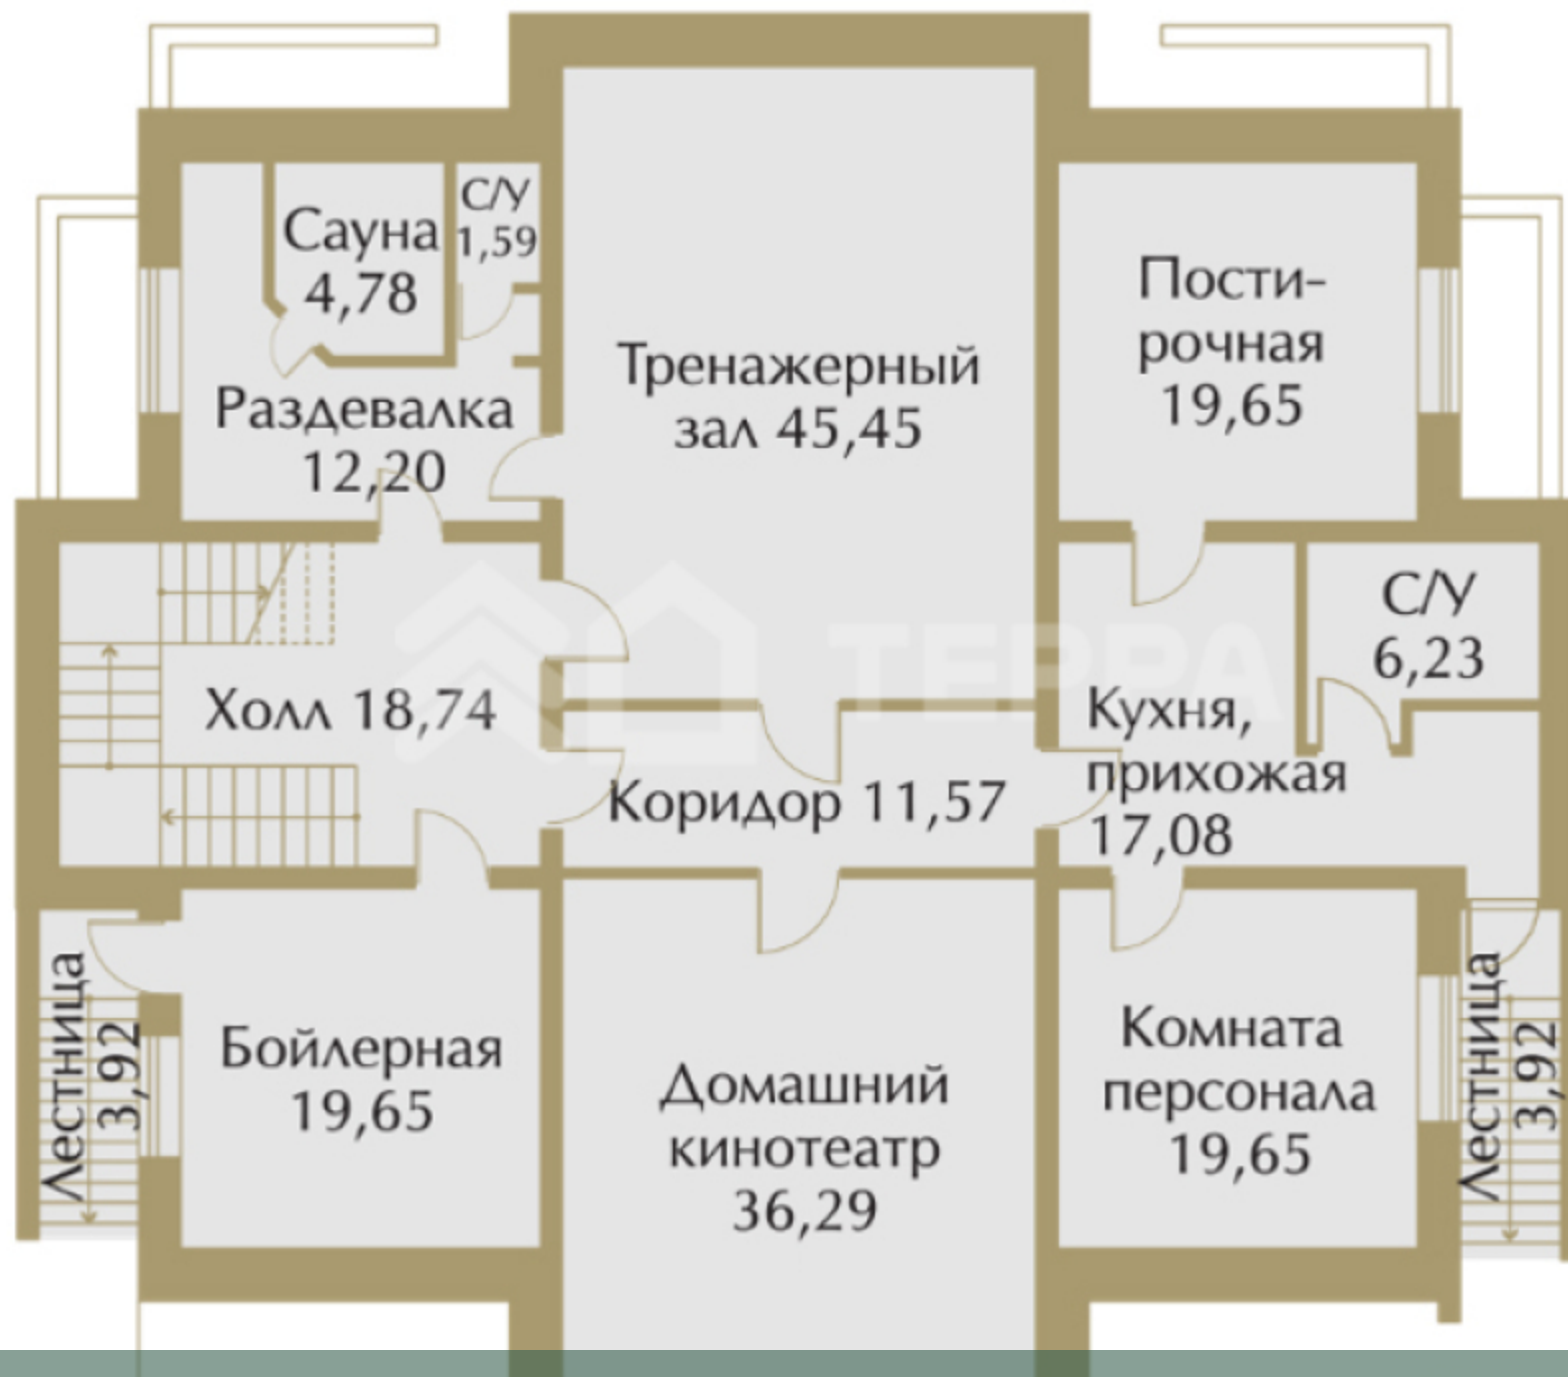 Сауна
4,78
С/У
1,59
Раздевалка
12,20
Тренажерный
зал 45,45
Пости-
рочная
19,65
Холл 18,74
ТЕРРА
С/У
6,23
Кухня,
прихожая
17,08
Коридор 11,57
Лестница
3,92
Бойлерная
19,65
Домашний
кинотеатр
36,29
Комната
персонала
19,65
Лестница
3,92